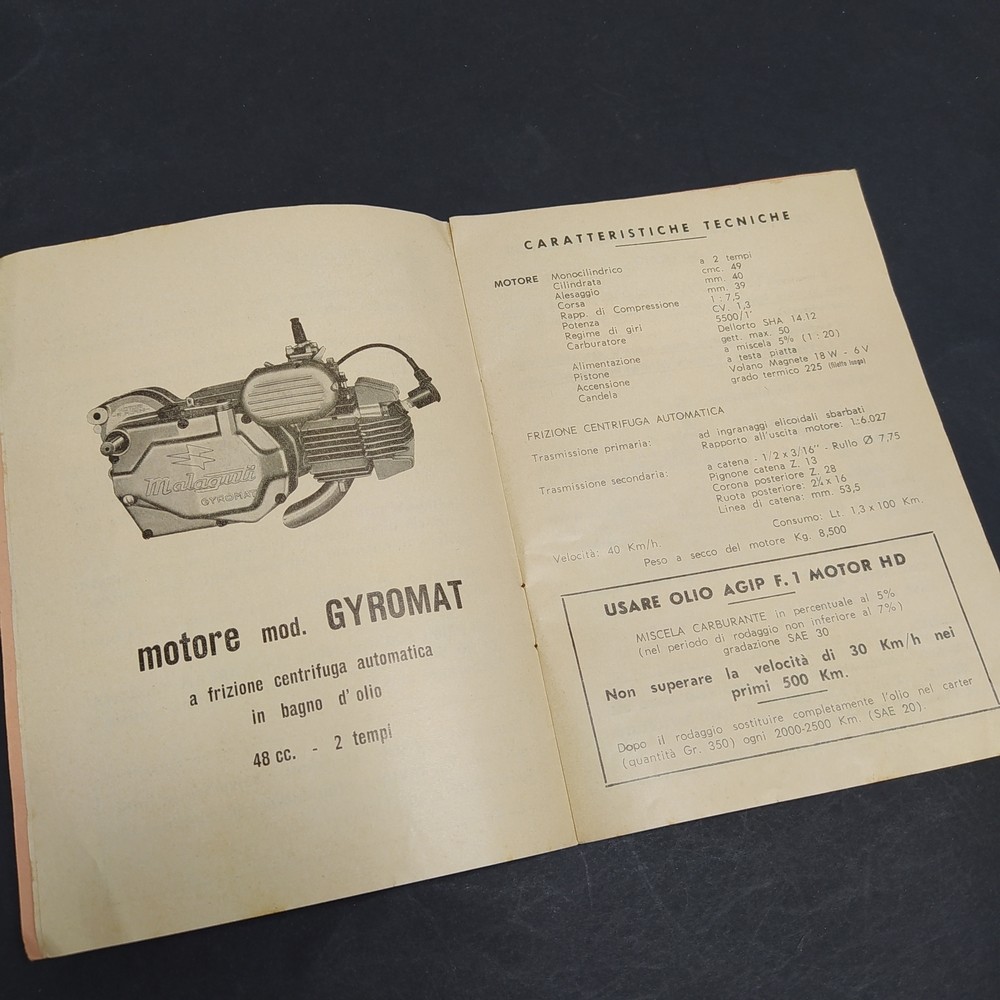 Malaguti
GYROMAT
motore mod. GYROMAT
a frizione centrifuga automatica
in bagno d' olio
48 cc. - 2 tempi
CARATTERISTICHE TECNICHE
MOTORE Monocilindrico a 2 tempi
Cilindrata cmc. 49
Alesaggio mm. 40
Corsa mm. 39
Rapp. di Compressione 1 : 7,5
Potenza CV. 1,3
Regime di giri 5500/1'
Carburatore Dellorto SHA 14.12
gett. max. 50
Alimentazione a miscela 5% (1 : 20)
Pistone a testa piatta
Accensione Volano Magnete 18 W - 6 V
Candela grado termico 225 (filetto lungo)
FRIZIONE CENTRIFUGA AUTOMATICA
Trasmissione primaria: ad ingranaggi elicoidali sbarbati
Rapporto all'uscita motore: 1:6.027
Trasmissione secondaria: a catena - 1/2 x 3/16" - Rullo Ø 7,75
Pignone catena Z. 13
Corona posteriore Z. 28
Ruota posteriore: 2¼ x 16
Linea di catena: mm. 53,5
Velocità: 40 Km/h. Consumo: Lt. 1,3 x 100 Km.
Peso a secco del motore Kg. 8,500
USARE OLIO AGIP F. 1 MOTOR HD
MISCELA CARBURANTE in percentuale al 5%
(nel periodo di rodaggio non inferiore al 7%)
gradazione SAE 30
Non superare la velocità di 30 Km/h nei
primi 500 Km.
Dopo il rodaggio sostituire completamente l'olio nel carter
(quantità Gr. 350) ogni 2000-2500 Km. (SAE 20).